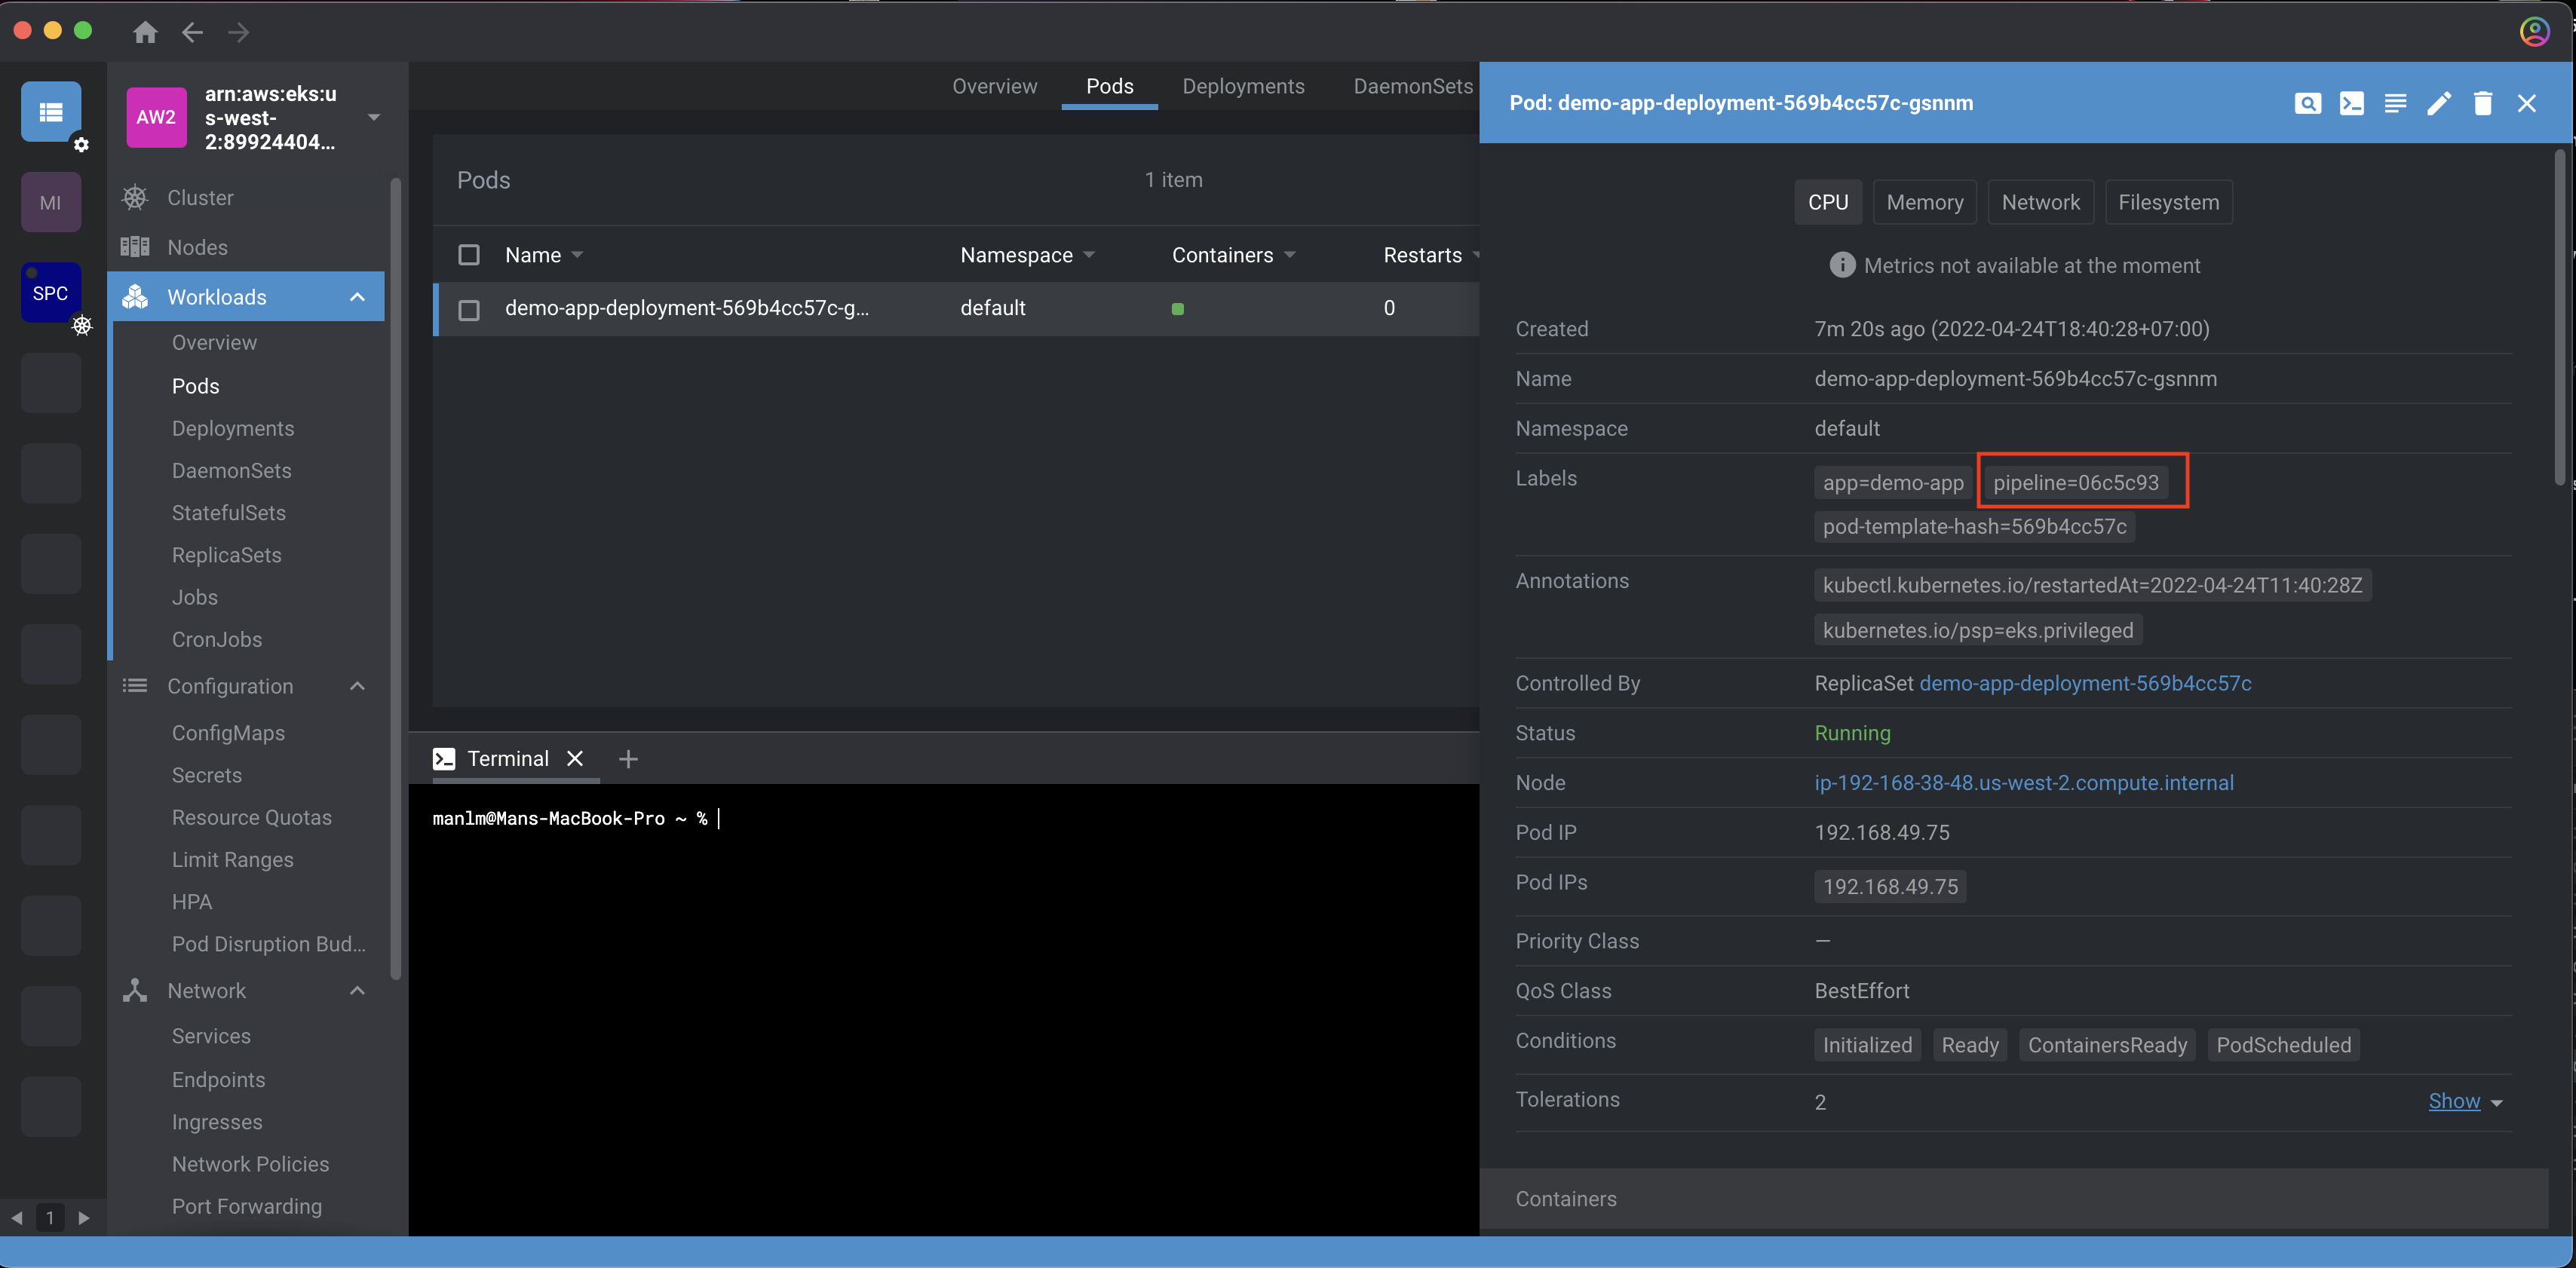 AW2
arn:aws:eks:u
s-west-
2:89924404...
MI
SPC
Cluster
Nodes
Workloads
Overview
Pods
Deployments
DaemonSets
StatefulSets
ReplicaSets
Jobs
CronJobs
Configuration
ConfigMaps
Secrets
Resource Quotas
Limit Ranges
HPA
Pod Disruption Bud...
Network
Services
Endpoints
Ingresses
Network Policies
Port Forwarding
1
Overview Pods Deployments DaemonSets
Pods 1 item
Name Namespace Containers Restarts
demo-app-deployment-569b4cc57c-g... default 0
Terminal
manlm@Mans-MacBook-Pro ~ %
Pod: demo-app-deployment-569b4cc57c-gsnnm
CPU Memory Network Filesystem
Metrics not available at the moment
Created 7m 20s ago (2022-04-24T18:40:28+07:00)
Name demo-app-deployment-569b4cc57c-gsnnm
Namespace default
Labels app=demo-app pipeline=06c5c93
pod-template-hash=569b4cc57c
Annotations kubectl.kubernetes.io/restartedAt=2022-04-24T11:40:28Z
kubernetes.io/psp=eks.privileged
Controlled By ReplicaSet demo-app-deployment-569b4cc57c
Status Running
Node ip-192-168-38-48.us-west-2.compute.internal
Pod IP 192.168.49.75
Pod IPs 192.168.49.75
Priority Class —
QoS Class BestEffort
Conditions Initialized Ready ContainersReady PodScheduled
Tolerations 2 Show
Containers